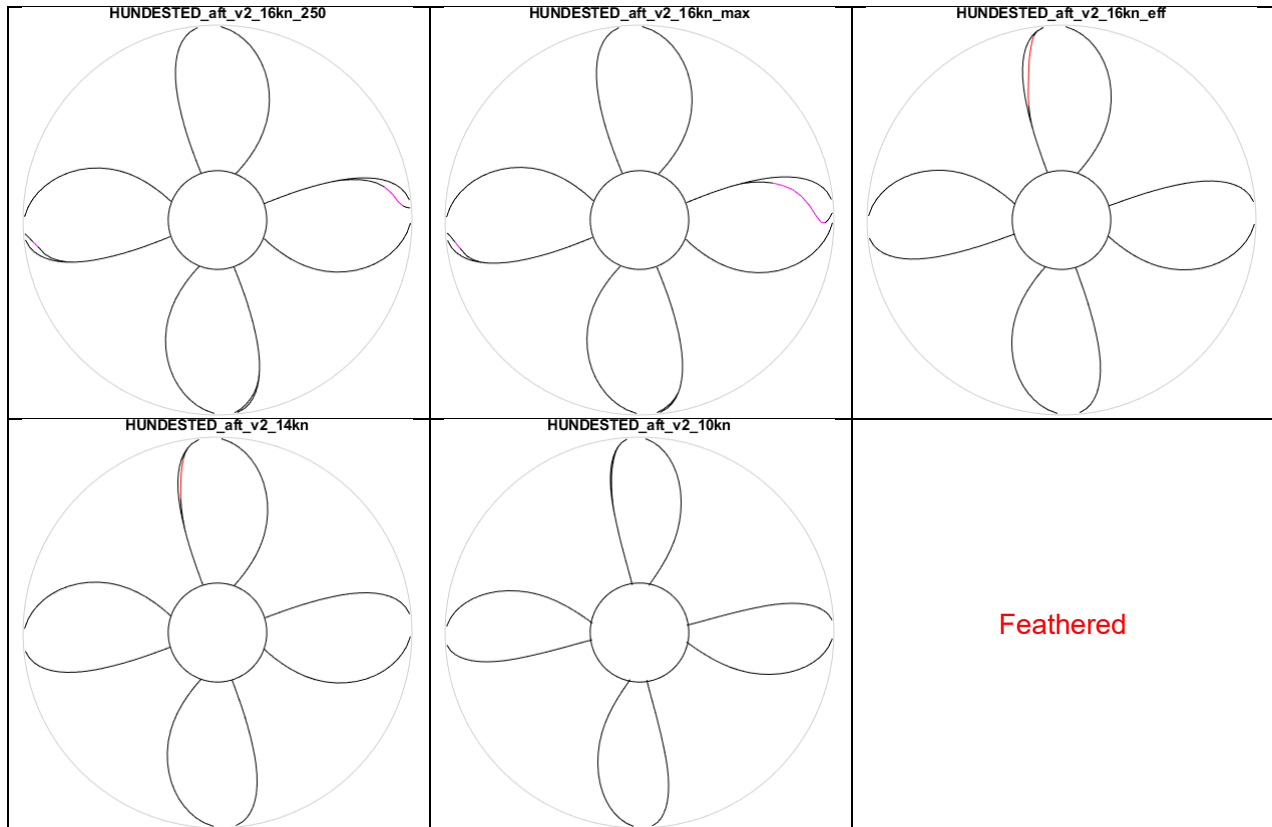 HUNDESTED_aft_v2_16kn_250
HUNDESTED_aft_v2_16kn_max
HUNDESTED_aft_v2_16kn_eff
HUNDESTED_aft_v2_14kn
HUNDESTED_aft_v2_10kn
Feathered